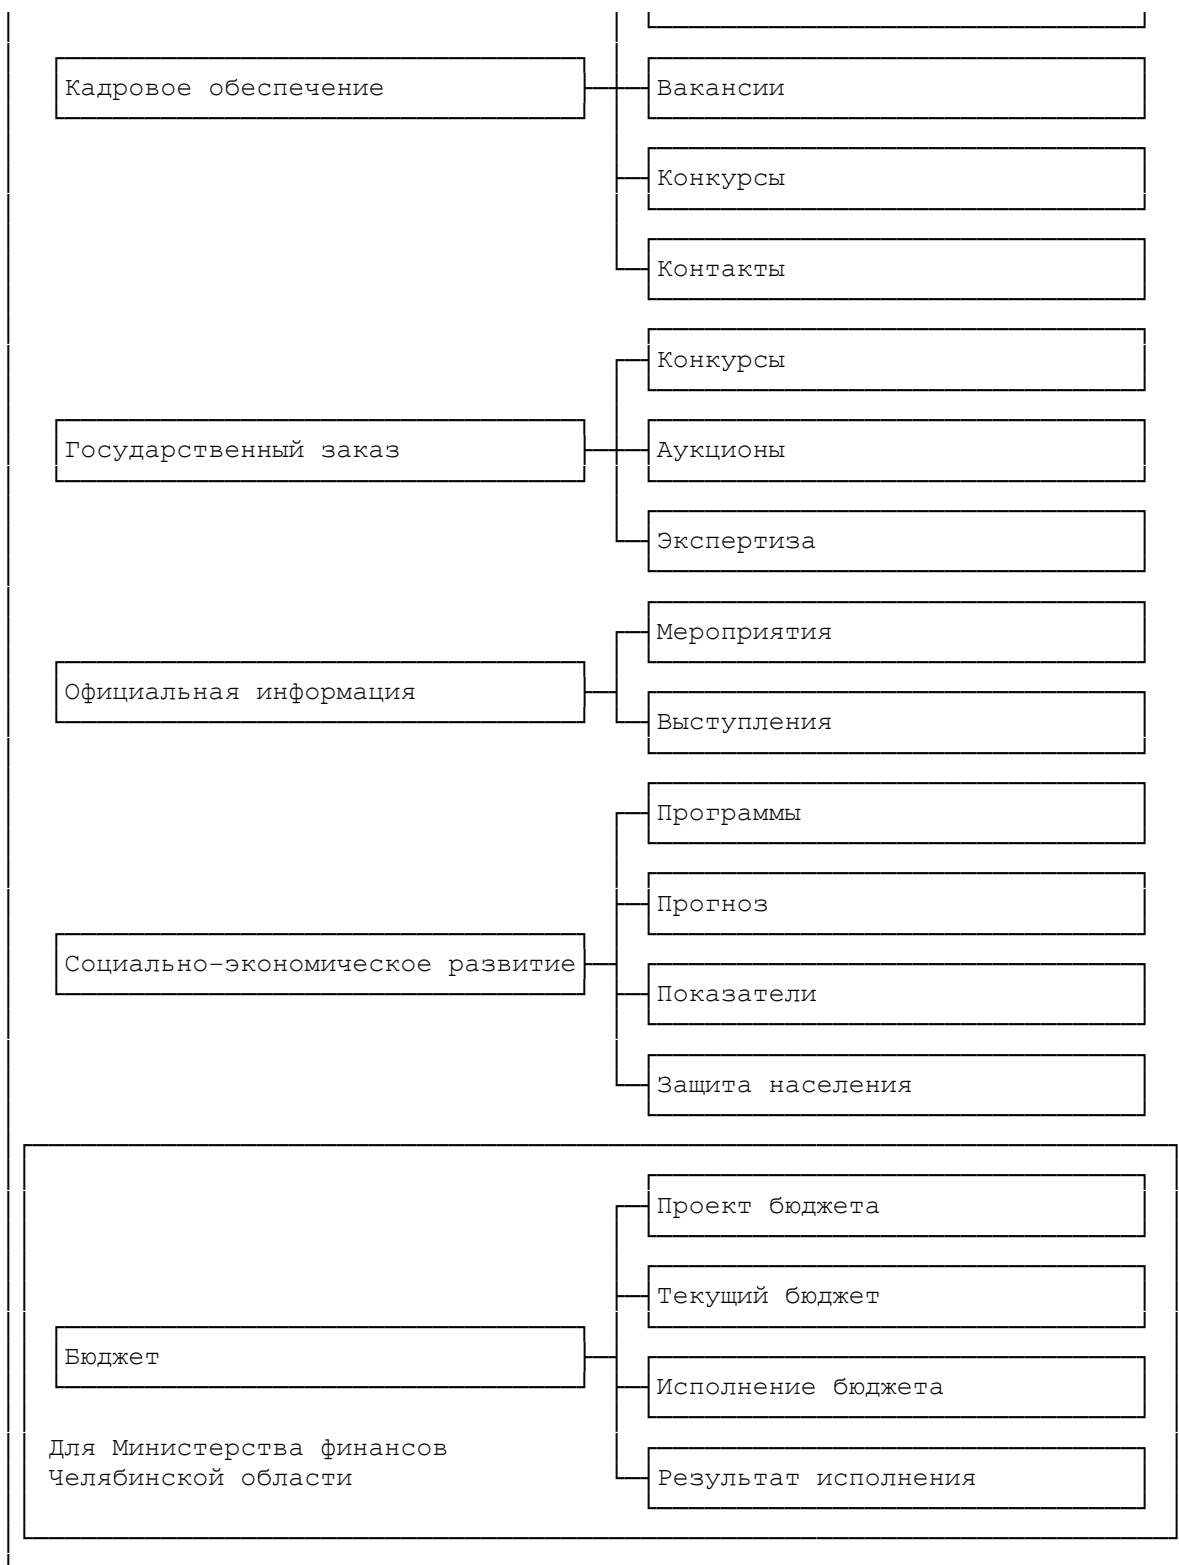 Кадровое обеспечение
Вакансии
Конкурсы
Контакты
Конкурсы
Государственный заказ
Аукционы
Экспертиза
Мероприятия
Официальная информация
Выступления
Программы
Прогноз
Социально-экономическое развитие
Показатели
Защита населения
Проект бюджета
Текущий бюджет
Бюджет
Исполнение бюджета
Для Министерства финансов
Челябинской области
Результат исполнения